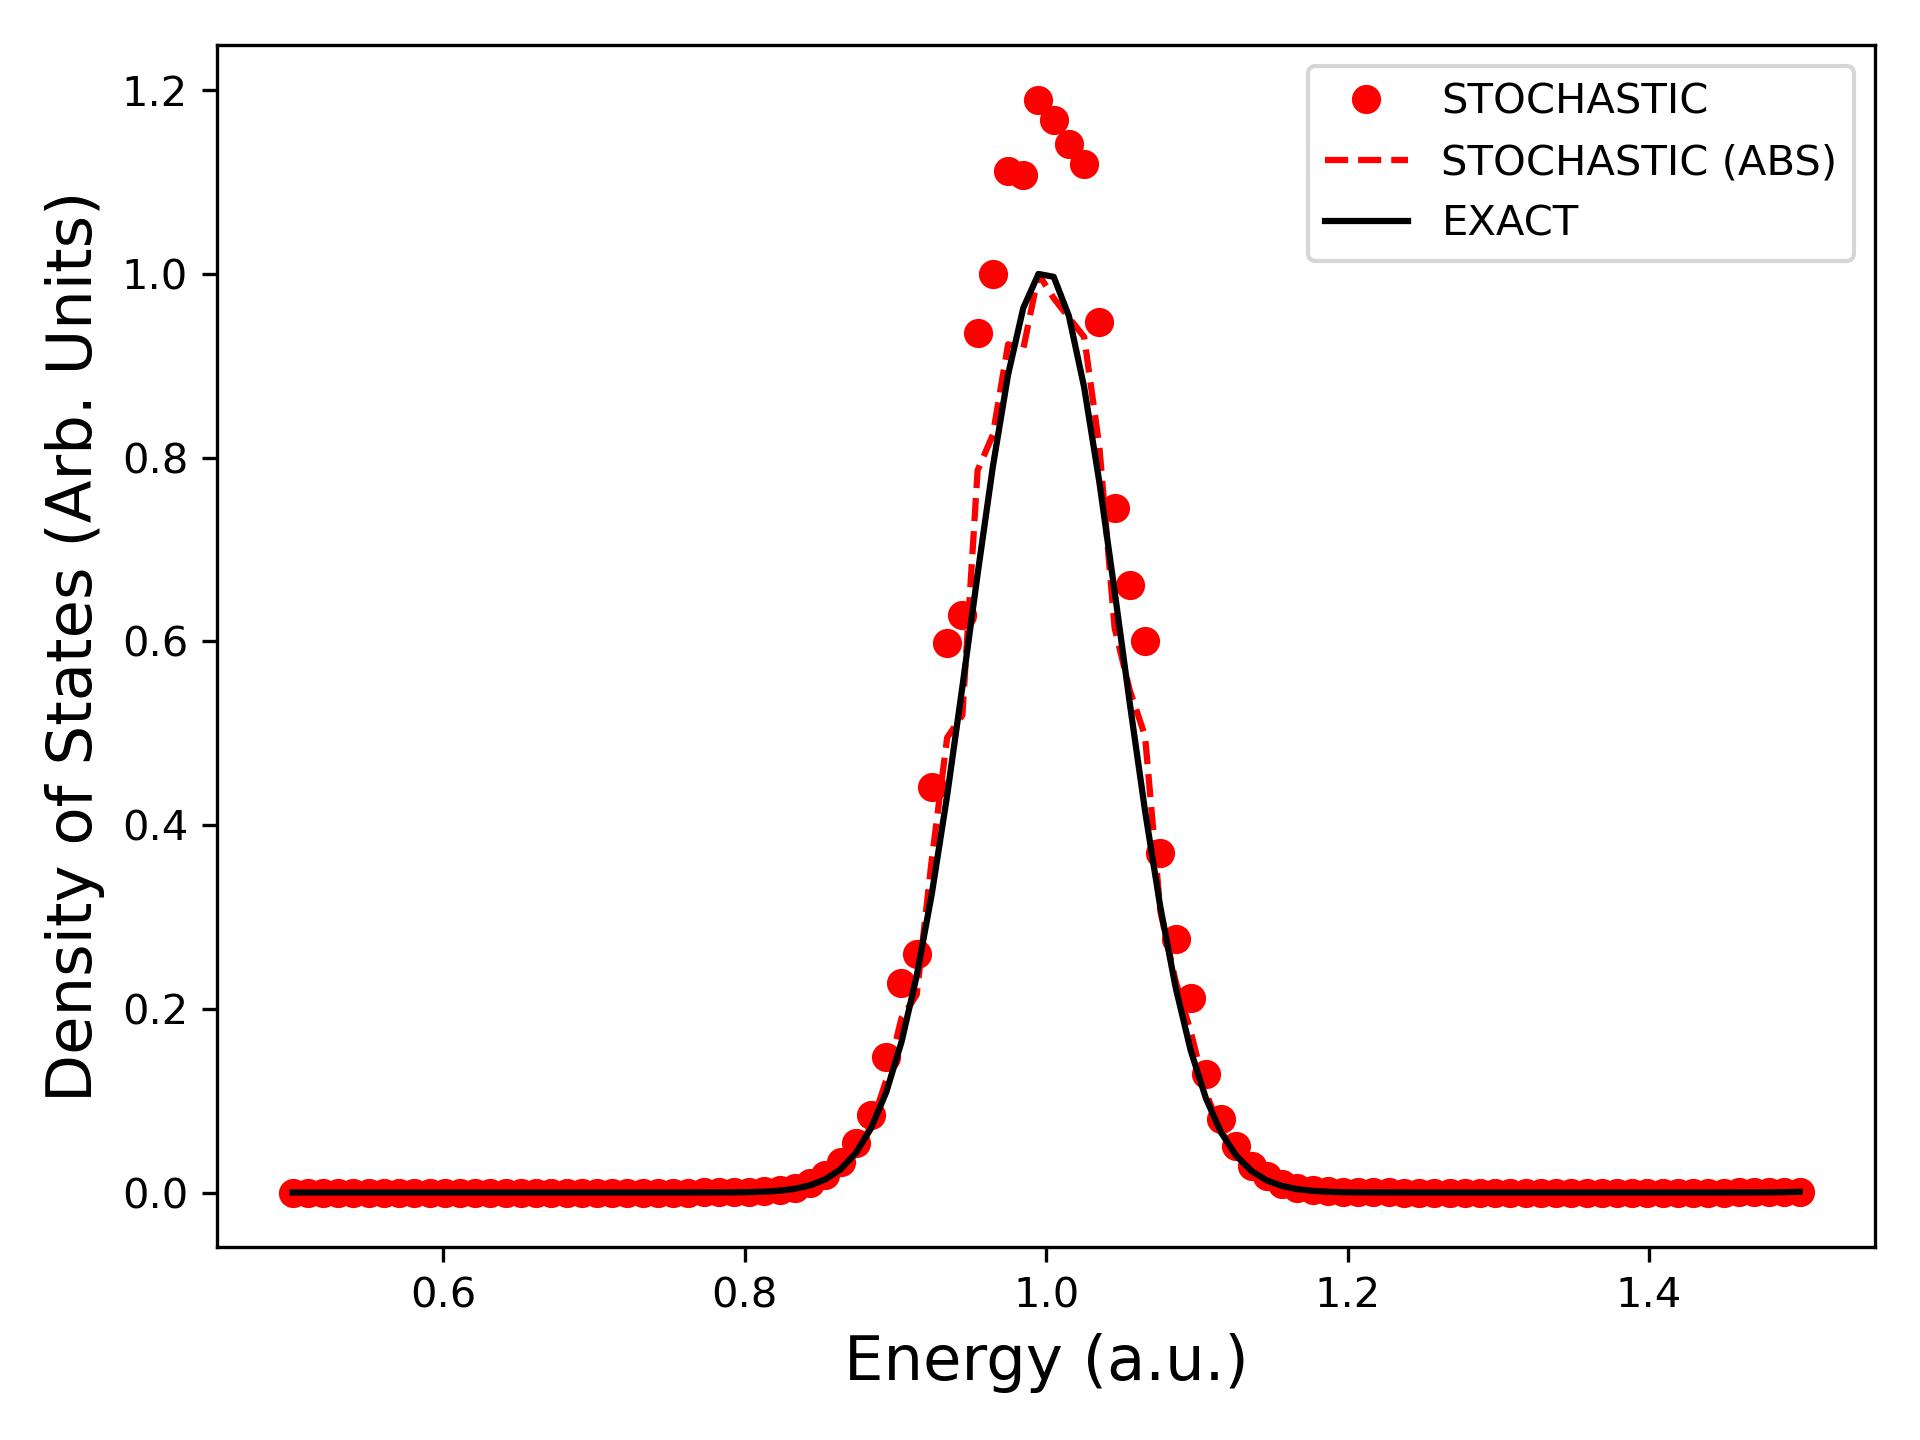 STOCHASTIC
STOCHASTIC (ABS)
EXACT
Density of States (Arb. Units)
1.2
1.0
0.8
0.6
0.4
0.2
0.0
0.6 0.8 1.0 1.2 1.4
Energy (a.u.)